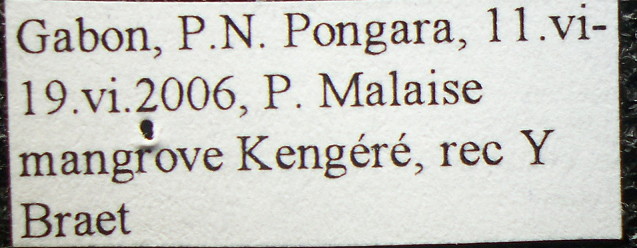 Gabon, P.N. Pongara, 11.vi-
19.vi.2006, P. Malaise
mangrove Kengéré, rec Y
Braet